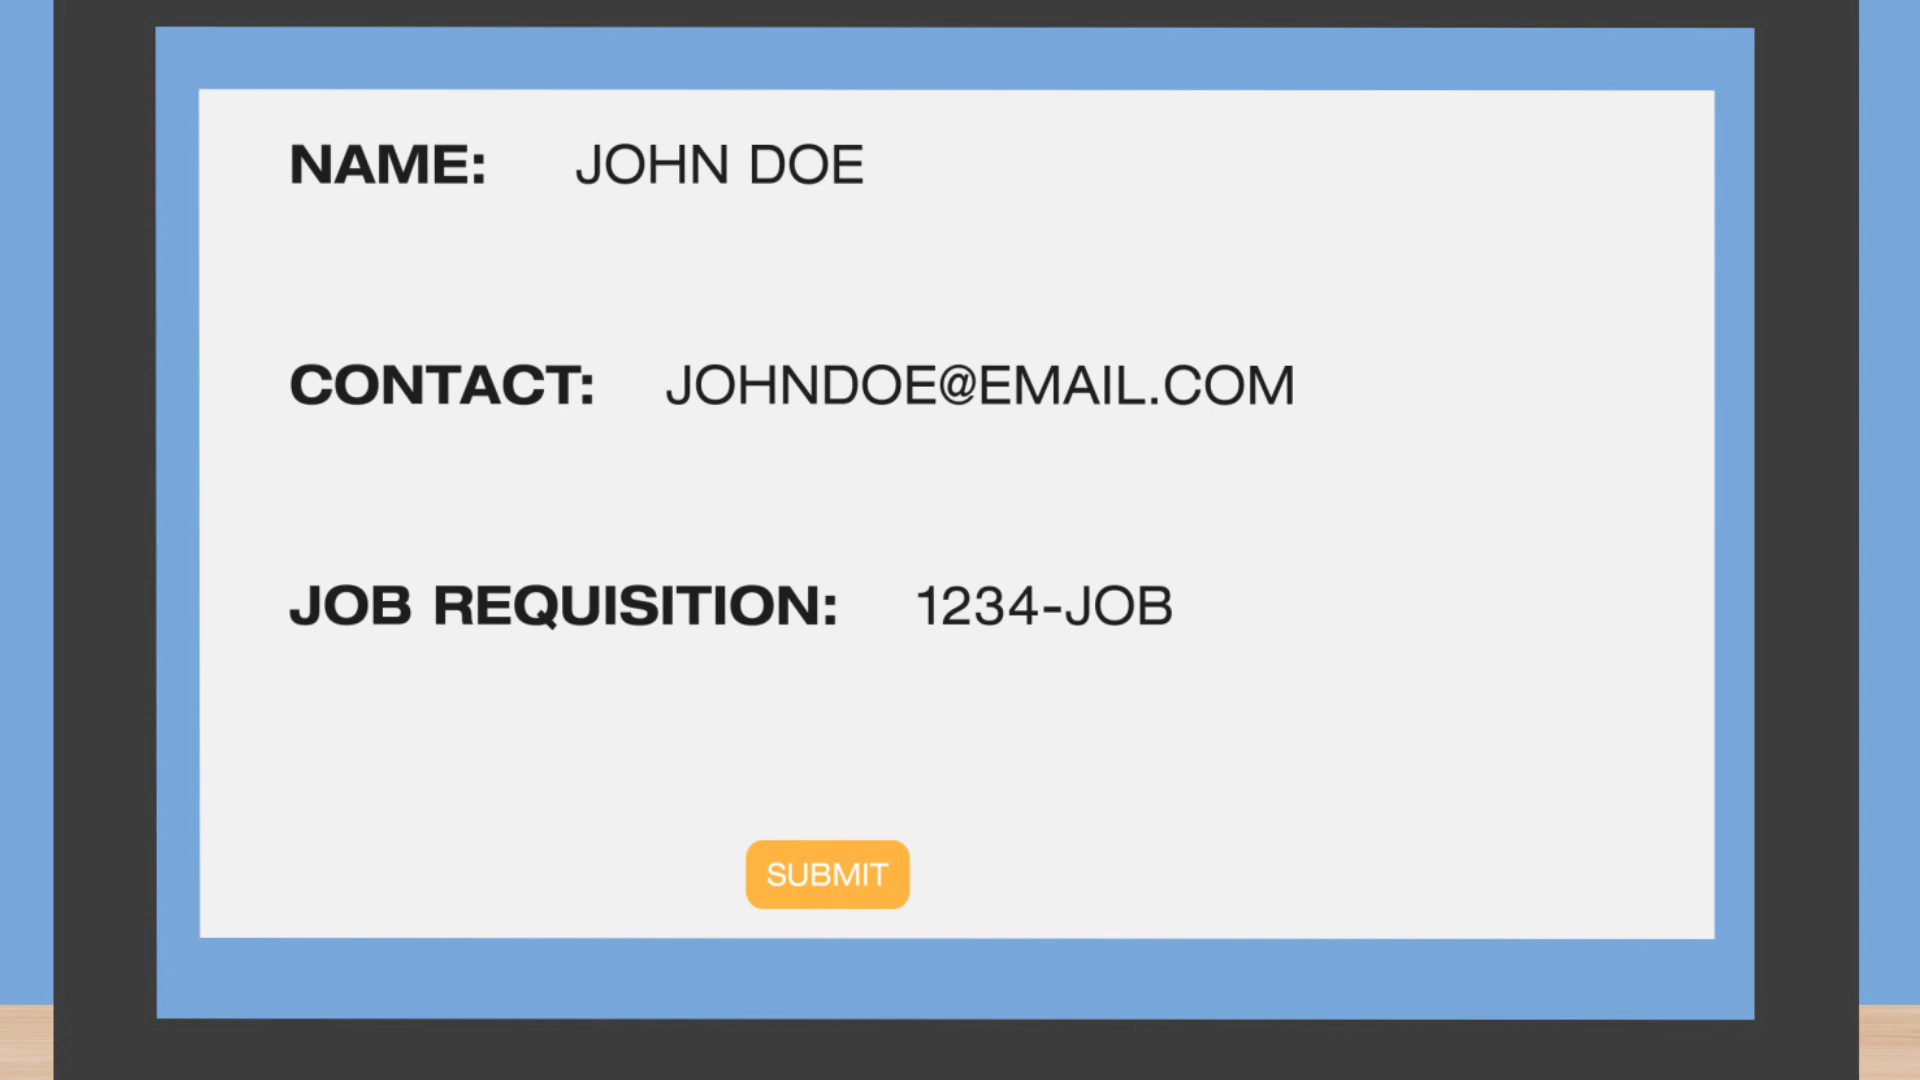 NAME: JOHN DOE
CONTACT: JOHNDOE@EMAIL.COM
JOB REQUISITION: 1234-JOB
SUBMIT